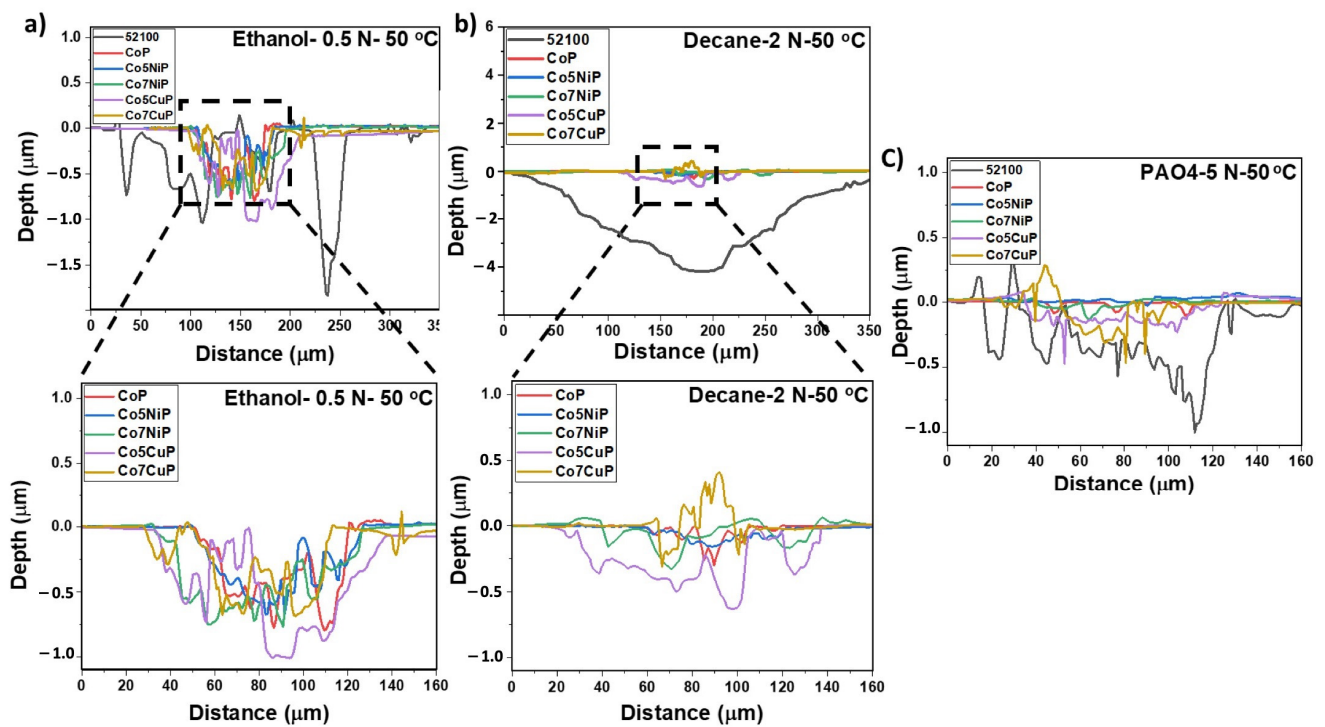 a)
Ethanol- 0.5 N- 50 °C
52100
CoP
Co5NiP
Co7NiP
Co5CuP
Co7CuP
Depth (μm)
1.0
0.5
0.0
−0.5
−1.0
−1.5
0 50 100 150 200 250 300 350
Distance (μm)
b)
Decane-2 N-50 °C
52100
CoP
Co5NiP
Co7NiP
Co5CuP
Co7CuP
Depth (μm)
6
4
2
0
−2
−4
0 50 100 150 200 250 300 350
Distance (μm)
C)
PAO4-5 N-50 °C
52100
CoP
Co5NiP
Co7NiP
Co5CuP
Co7CuP
Depth (μm)
1.0
0.5
0.0
−0.5
−1.0
0 20 40 60 80 100 120 140 160
Distance (μm)
Ethanol- 0.5 N- 50 °C
CoP
Co5NiP
Co7NiP
Co5CuP
Co7CuP
Depth (μm)
1.0
0.5
0.0
−0.5
−1.0
0 20 40 60 80 100 120 140 160
Distance (μm)
Decane-2 N-50 °C
CoP
Co5NiP
Co7NiP
Co5CuP
Co7CuP
Depth (μm)
1.0
0.5
0.0
−0.5
−1.0
0 20 40 60 80 100 120 140 160
Distance (μm)